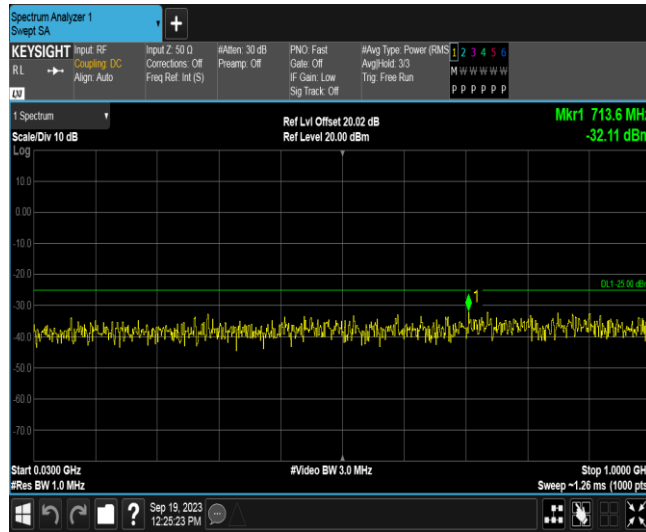 Spectrum Analyzer 1
Swept SA
+
KEYSIGHT Input: RF Input Z: 50 Ω #Atten: 30 dB PNO: Fast #Avg Type: Power (RMS 1 2 3 4 5 6
RL Coupling: DC Corrections: Off Preamp: Off Gate: Off Avg|Hold: 3/3 M W W W W W
Align: Auto Freq Ref: Int (S) IF Gain: Low Trig: Free Run
Sig Track: Off P P P P P P
LXI
1 Spectrum Ref Lvl Offset 20.02 dB Mkr1 713.6 MHz
Scale/Div 10 dB Ref Level 20.00 dBm -32.11 dBm
Log
10.0
0.00
-10.0
-20.0
DL1 -25.00 dBm
1
-30.0
-40.0
-50.0
-60.0
-70.0
Start 0.0300 GHz #Video BW 3.0 MHz Stop 1.0000 GHz
#Res BW 1.0 MHz Sweep ~1.26 ms (1000 pts)
? Sep 19, 2023
12:25:23 PM